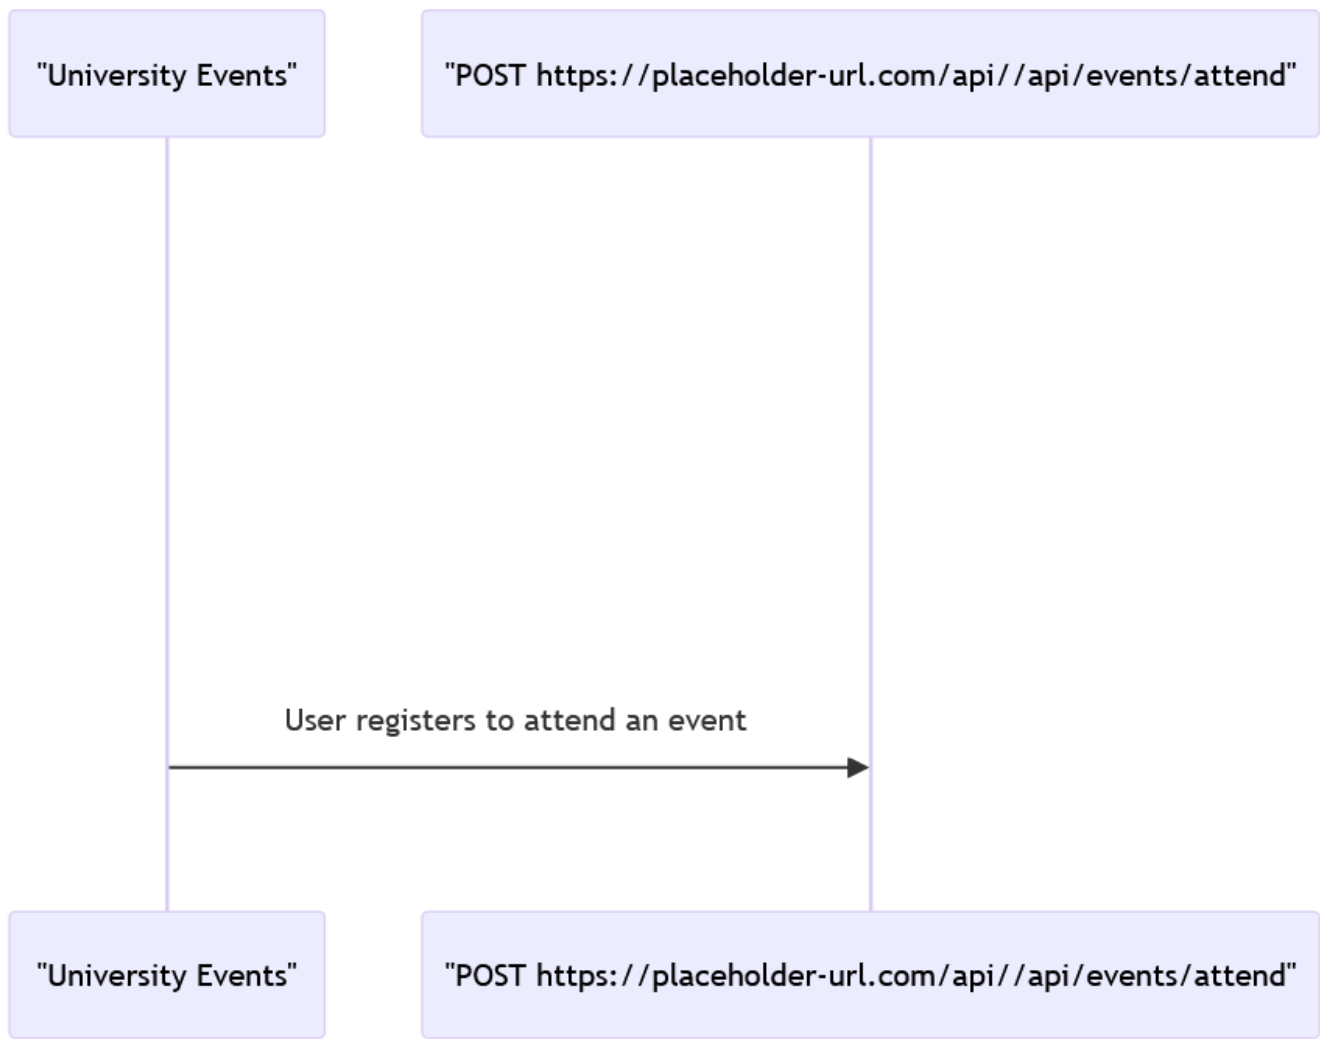 "University Events"
"POST https://placeholder-url.com/api//api/events/attend"
User registers to attend an event
"University Events"
"POST https://placeholder-url.com/api//api/events/attend"